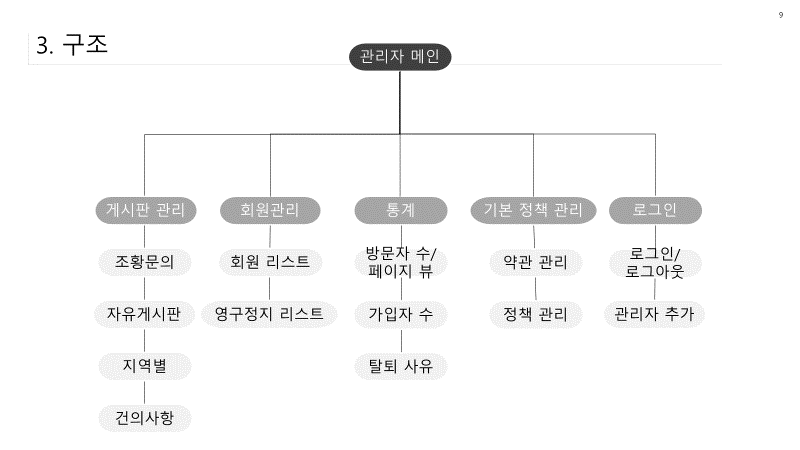 9
3. 구조
관리자 메인
게시판 관리
조황문의
자유게시판
지역별
건의사항
회원관리
회원 리스트
영구정지 리스트
통계
방문자 수/
페이지 뷰
가입자 수
탈퇴 사유
기본 정책 관리
약관 관리
정책 관리
로그인
로그인/
로그아웃
관리자 추가